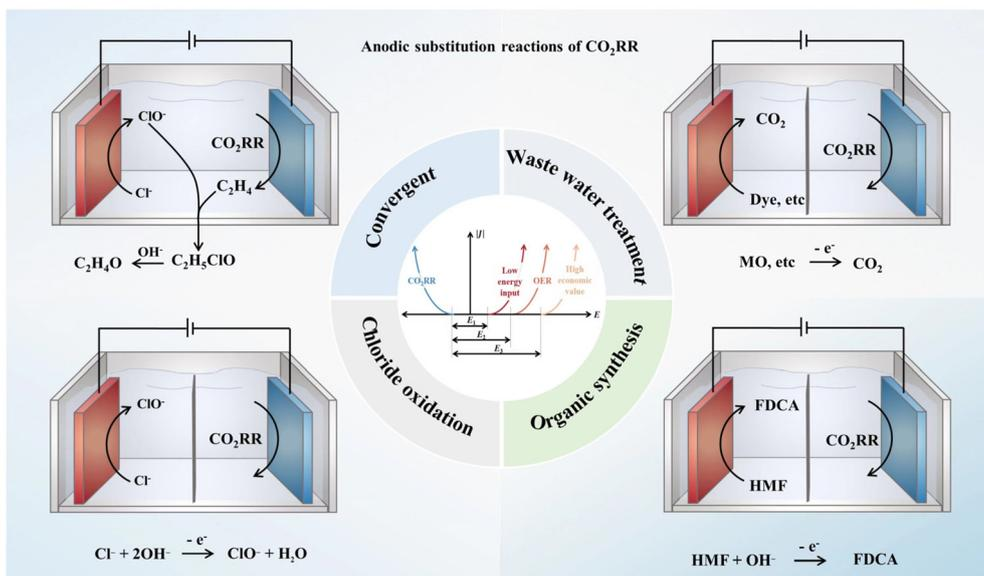 Anodic substitution reactions of CO₂RR
ClO⁻
CO₂RR
Cl⁻
C₂H₄
C₂H₄O
OH⁻
C₂H₅ClO
CO₂
CO₂RR
Dye, etc
MO, etc
- e⁻
CO₂
Convergent
Waste water treatment
Chloride oxidation
Organic synthesis
|J|
CO₂RR
Low
energy
input
OER
High
economic
value
E
E₁
E₂
E₃
ClO⁻
CO₂RR
Cl⁻
Cl⁻ + 2OH⁻
- e⁻
ClO⁻ + H₂O
FDCA
CO₂RR
HMF
HMF + OH⁻
- e⁻
FDCA